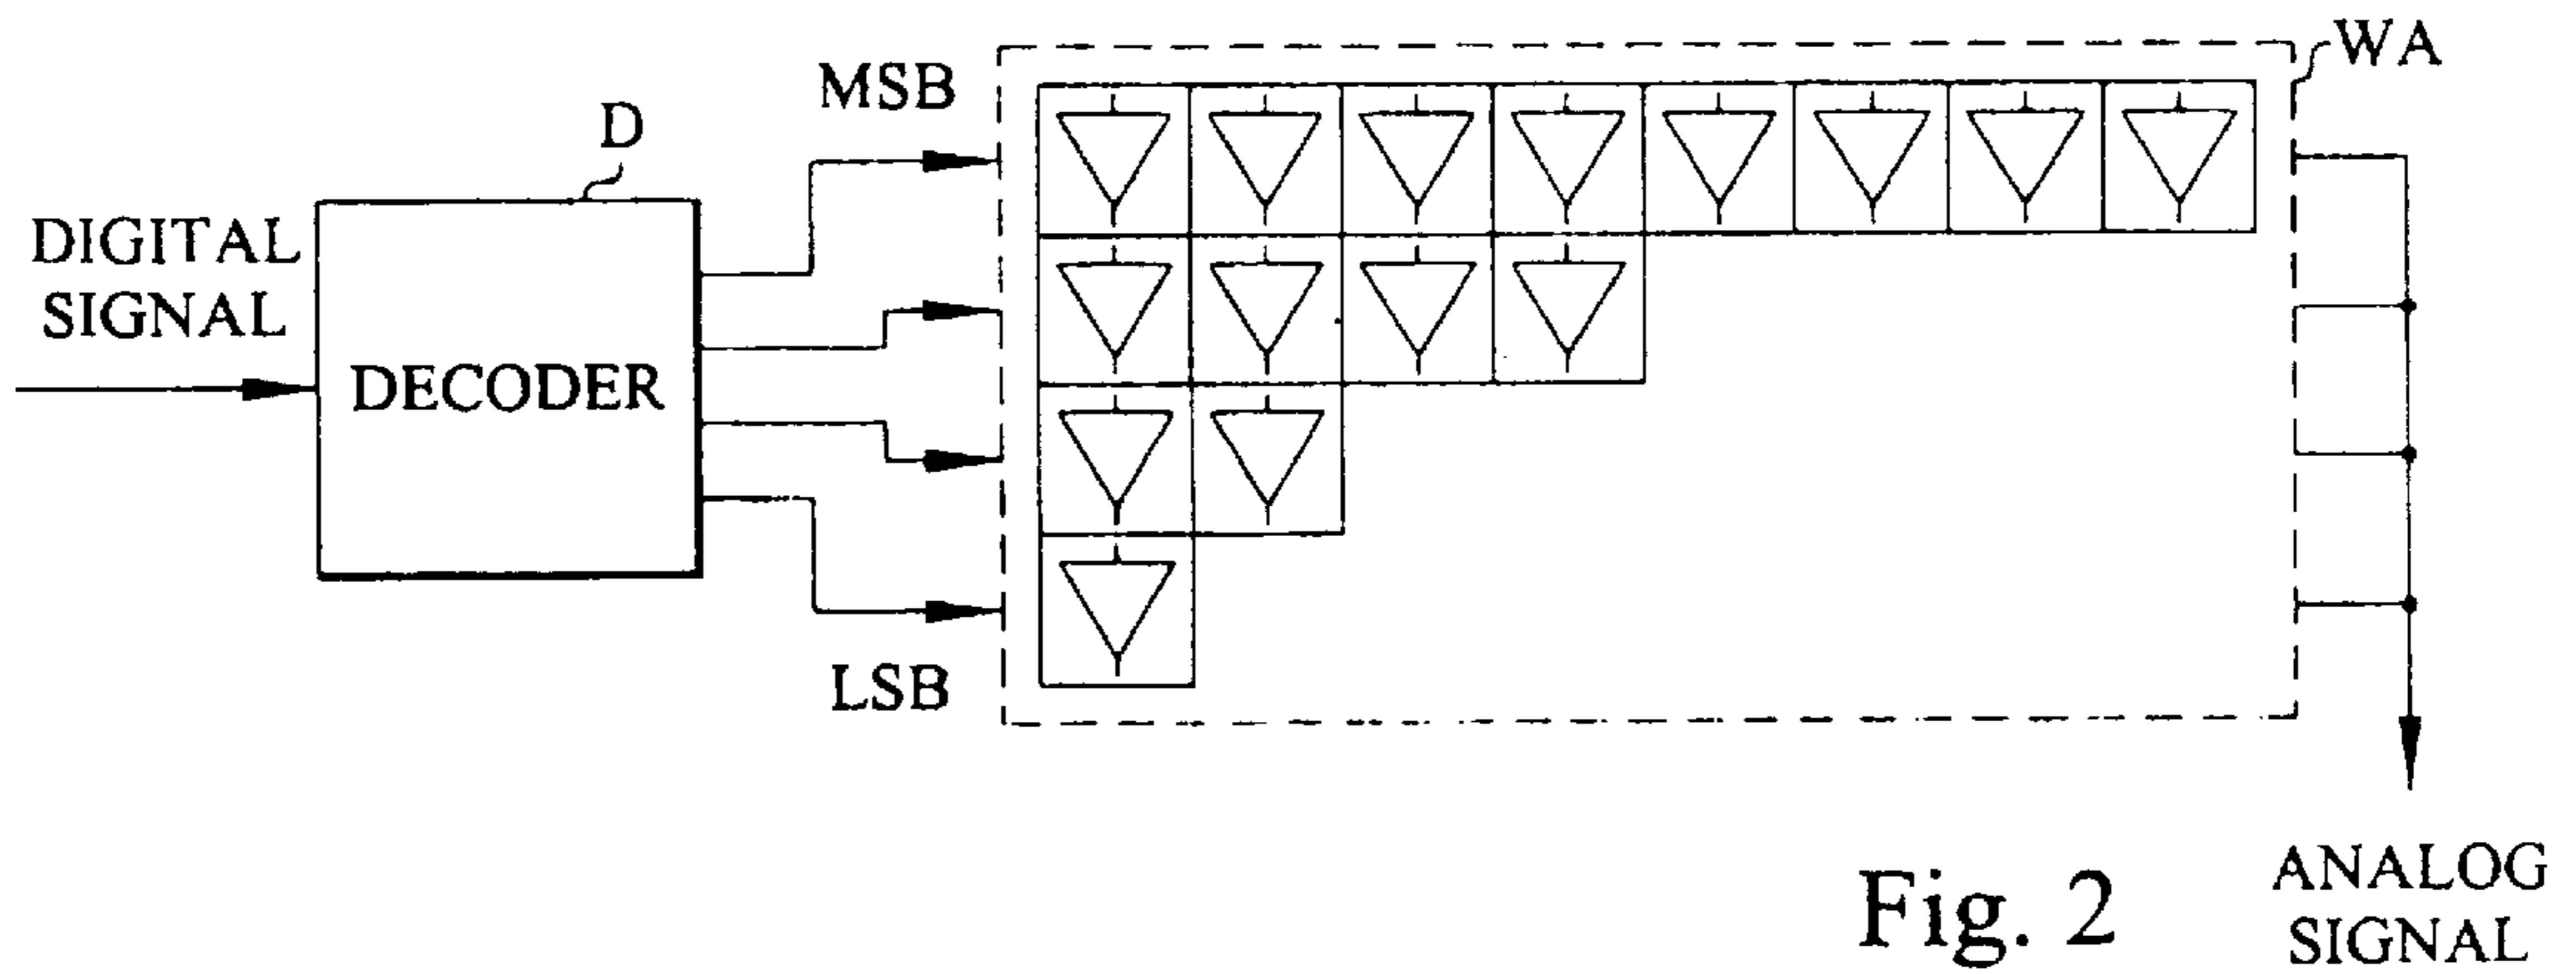 WA
MSB
D
DIGITAL
SIGNAL
DECODER
LSB
ANALOG
SIGNAL
Fig. 2